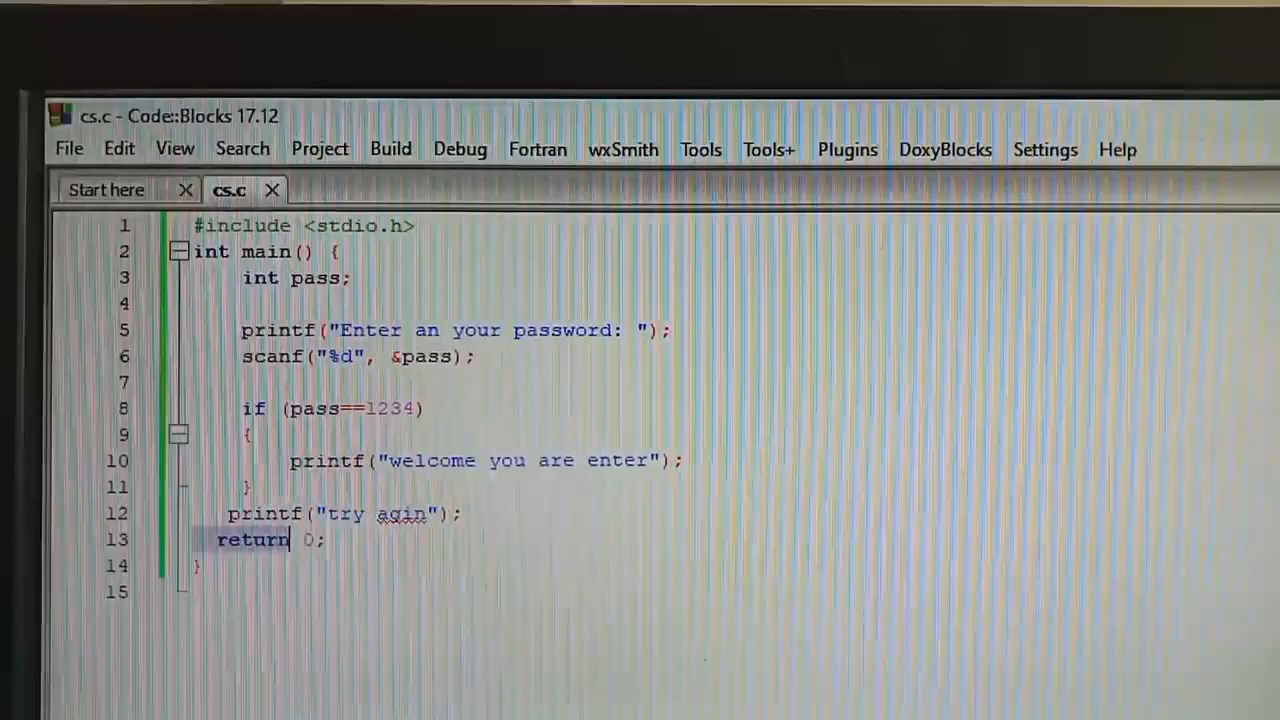 cs.c - Code::Blocks 17.12
File Edit View Search Project Build Debug Fortran wxSmith Tools Tools+ Plugins DoxyBlocks Settings Help
Start here X cs.c X
1 #include <stdio.h>
2 int main() {
3 int pass;
4
5 printf("Enter an your password: ");
6 scanf("%d", &pass);
7
8 if (pass==1234)
9 {
10 printf("welcome you are enter");
11 }
12 printf("try agin");
13 return 0;
14 }
15